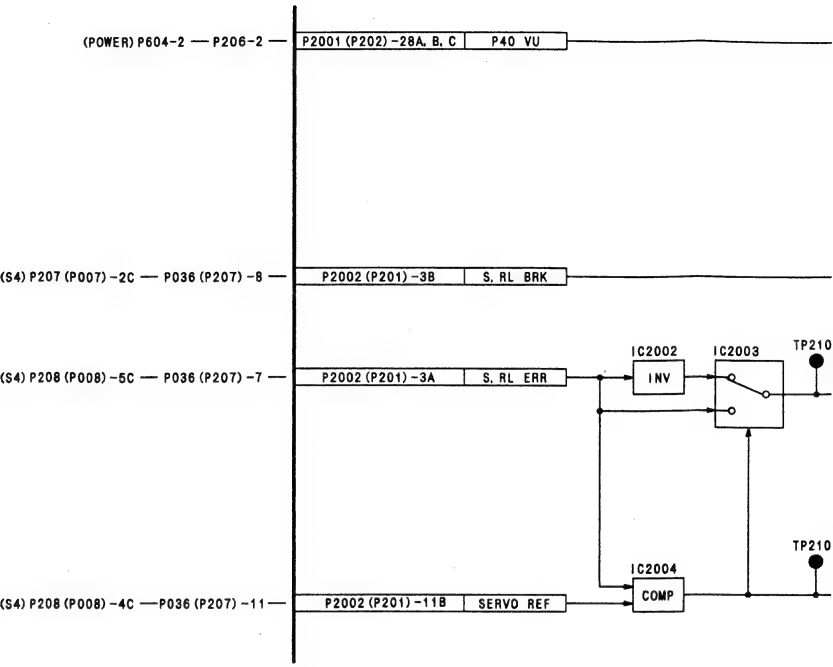 (POWER) P604-2 — P206-2 — P2001 (P202) -28A, B, C P40 VU
(S4) P207 (P007) -2C — P036 (P207) -8 — P2002 (P201) -3B S, RL BRK
IC2002 IC2003 TP210
(S4) P208 (P008) -5C — P036 (P207) -7 — P2002 (P201) -3A S, RL ERR INV
TP210
IC2004
COMP
(S4) P208 (P008) -4C — P036 (P207) -11 — P2002 (P201) -11B SERVO REF